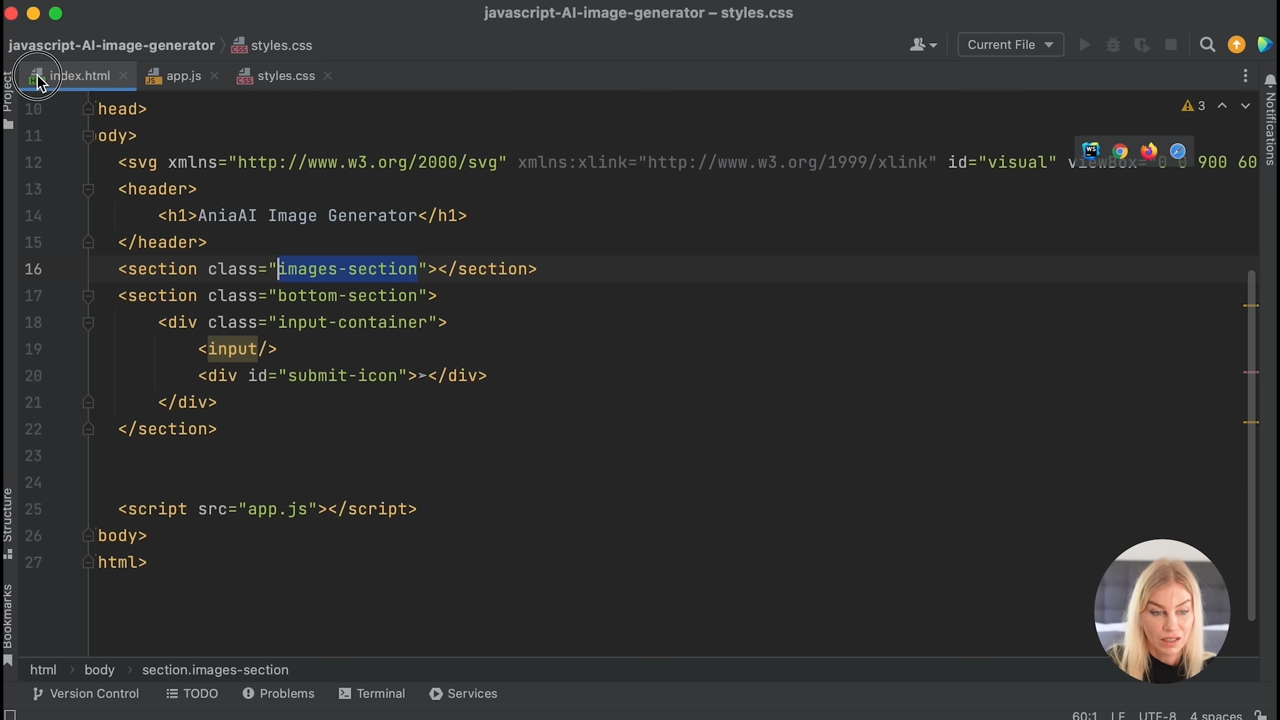 javascript-AI-image-generator – styles.css
javascript-AI-image-generator styles.css
Current File
index.html app.js styles.css
Project
Notifications
3
10 head>
11 ody>
12 <svg xmlns="http://www.w3.org/2000/svg" xmlns:xlink="http://www.w3.org/1999/xlink" id="visual" viewBox="0 0 900 60
13 <header>
14 <h1>AniaAI Image Generator</h1>
15 </header>
16 <section class="images-section"></section>
17 <section class="bottom-section">
18 <div class="input-container">
19 <input/>
20 <div id="submit-icon">➢</div>
21 </div>
22 </section>
23
24
25 <script src="app.js"></script>
26 body>
27 html>
Structure
Bookmarks
html body section.images-section
Version Control TODO Problems Terminal Services
60:1 LF UTF-8 4 spaces